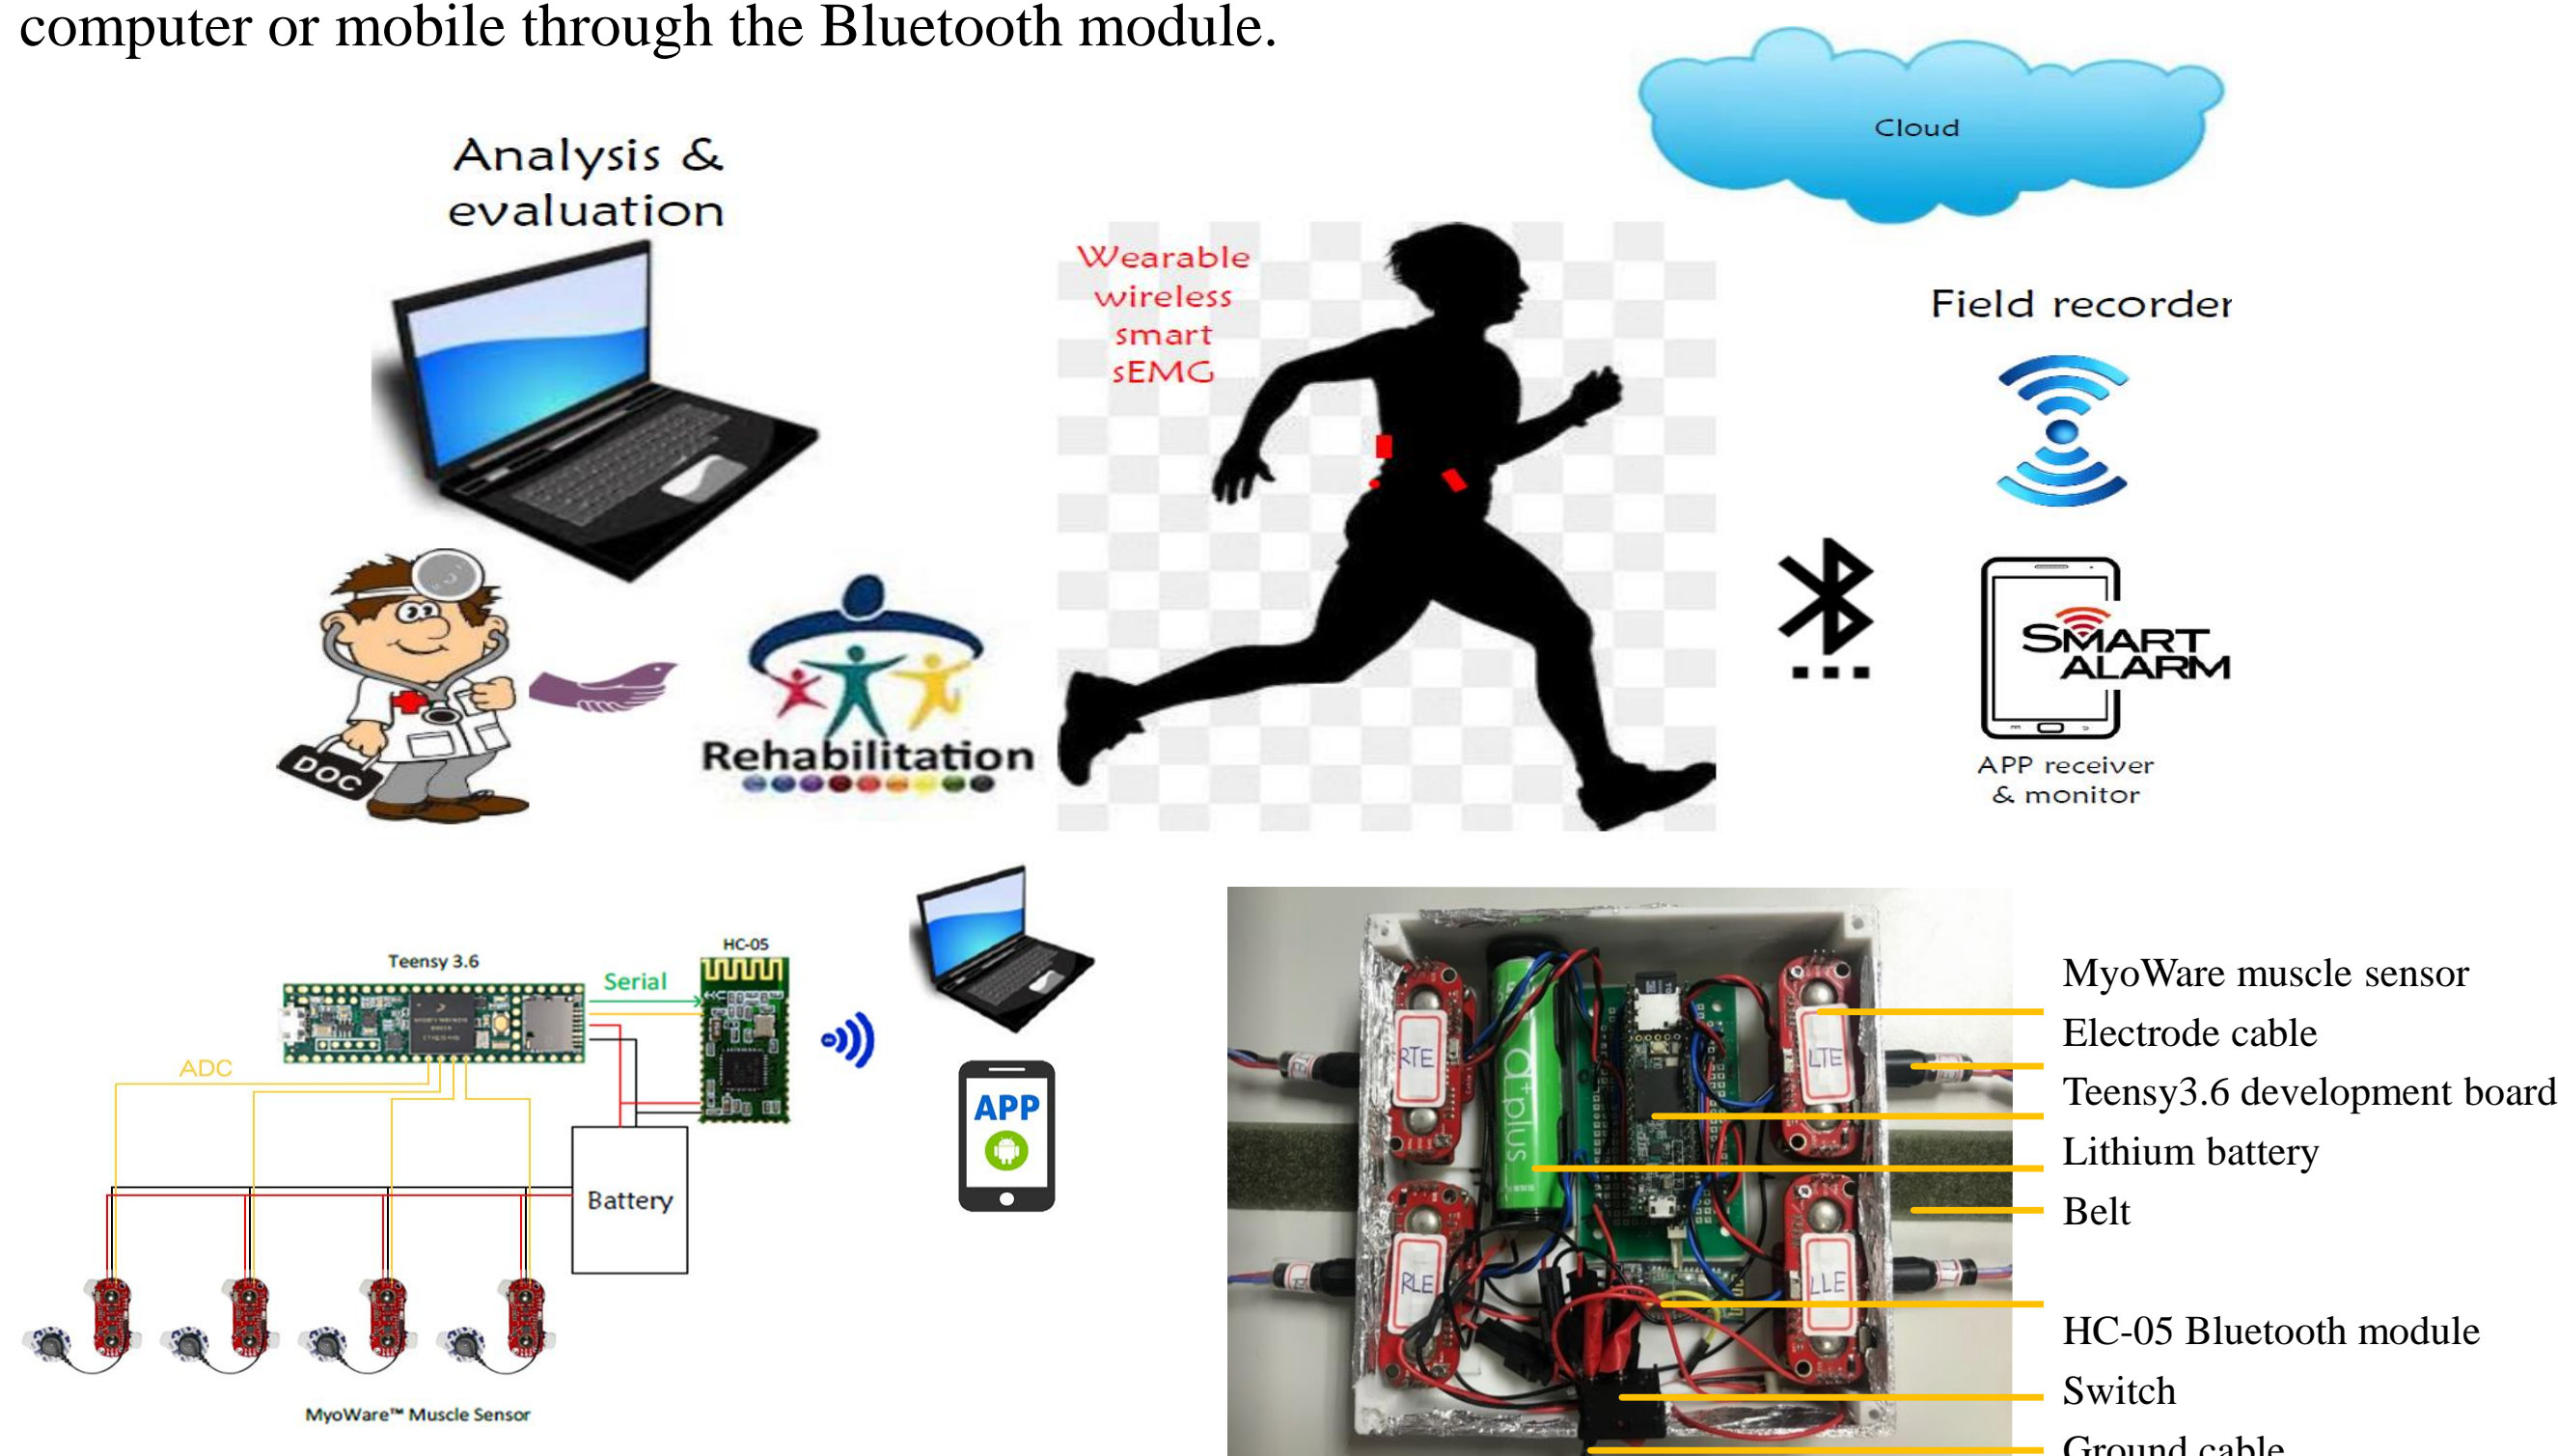 computer or mobile through the Bluetooth module.
Analysis &
evaluation
Cloud
Wearable
wireless
smart
sEMG
Field recorder
SMART
ALARM
APP receiver
& monitor
DOC
Rehabilitation
Teensy 3.6
HC-05
Serial
ADC
Battery
APP
MyoWare™ Muscle Sensor
RTE
LTE
RLE
LLE
plus
MyoWare muscle sensor
Electrode cable
Teensy3.6 development board
Lithium battery
Belt
HC-05 Bluetooth module
Switch
Ground cable